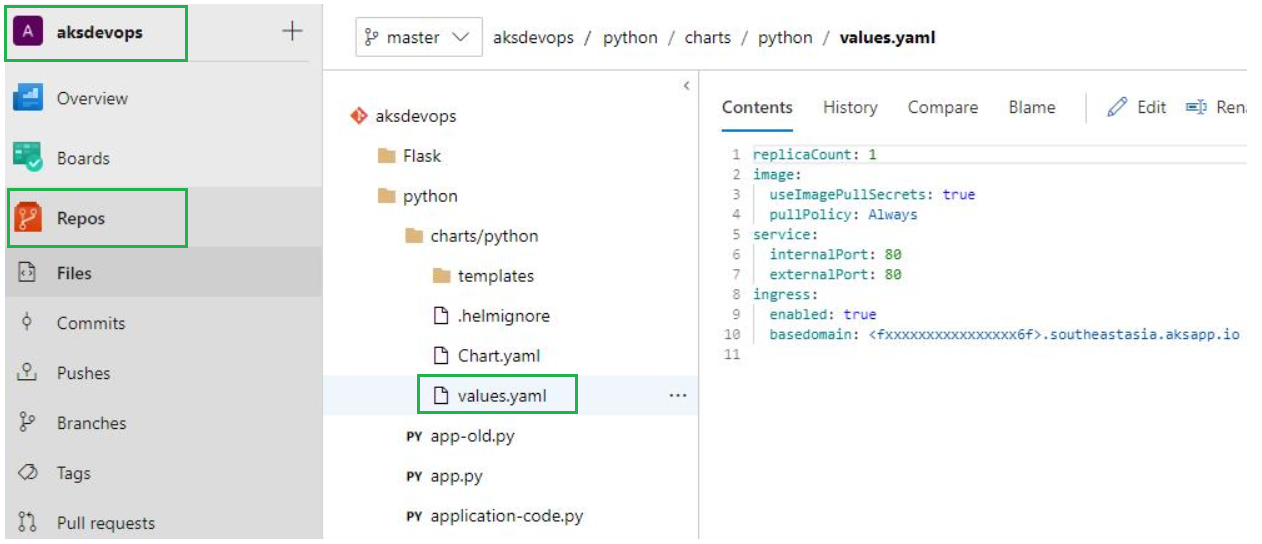 A aksdevops
Overview
Boards
Repos
Files
Commits
Pushes
Branches
Tags
Pull requests
master aksdevops / python / charts / python / values.yaml
aksdevops
Flask
python
charts/python
templates
.helmignore
Chart.yaml
values.yaml ...
PY app-old.py
PY app.py
PY application-code.py
Contents History Compare Blame Edit Rena
1 replicaCount: 1
2 image:
3 useImagePullSecrets: true
4 pullPolicy: Always
5 service:
6 internalPort: 80
7 externalPort: 80
8 ingress:
9 enabled: true
10 basedomain: <fxxxxxxxxxxxxxxxx6f>.southeastasia.aksapp.io
11